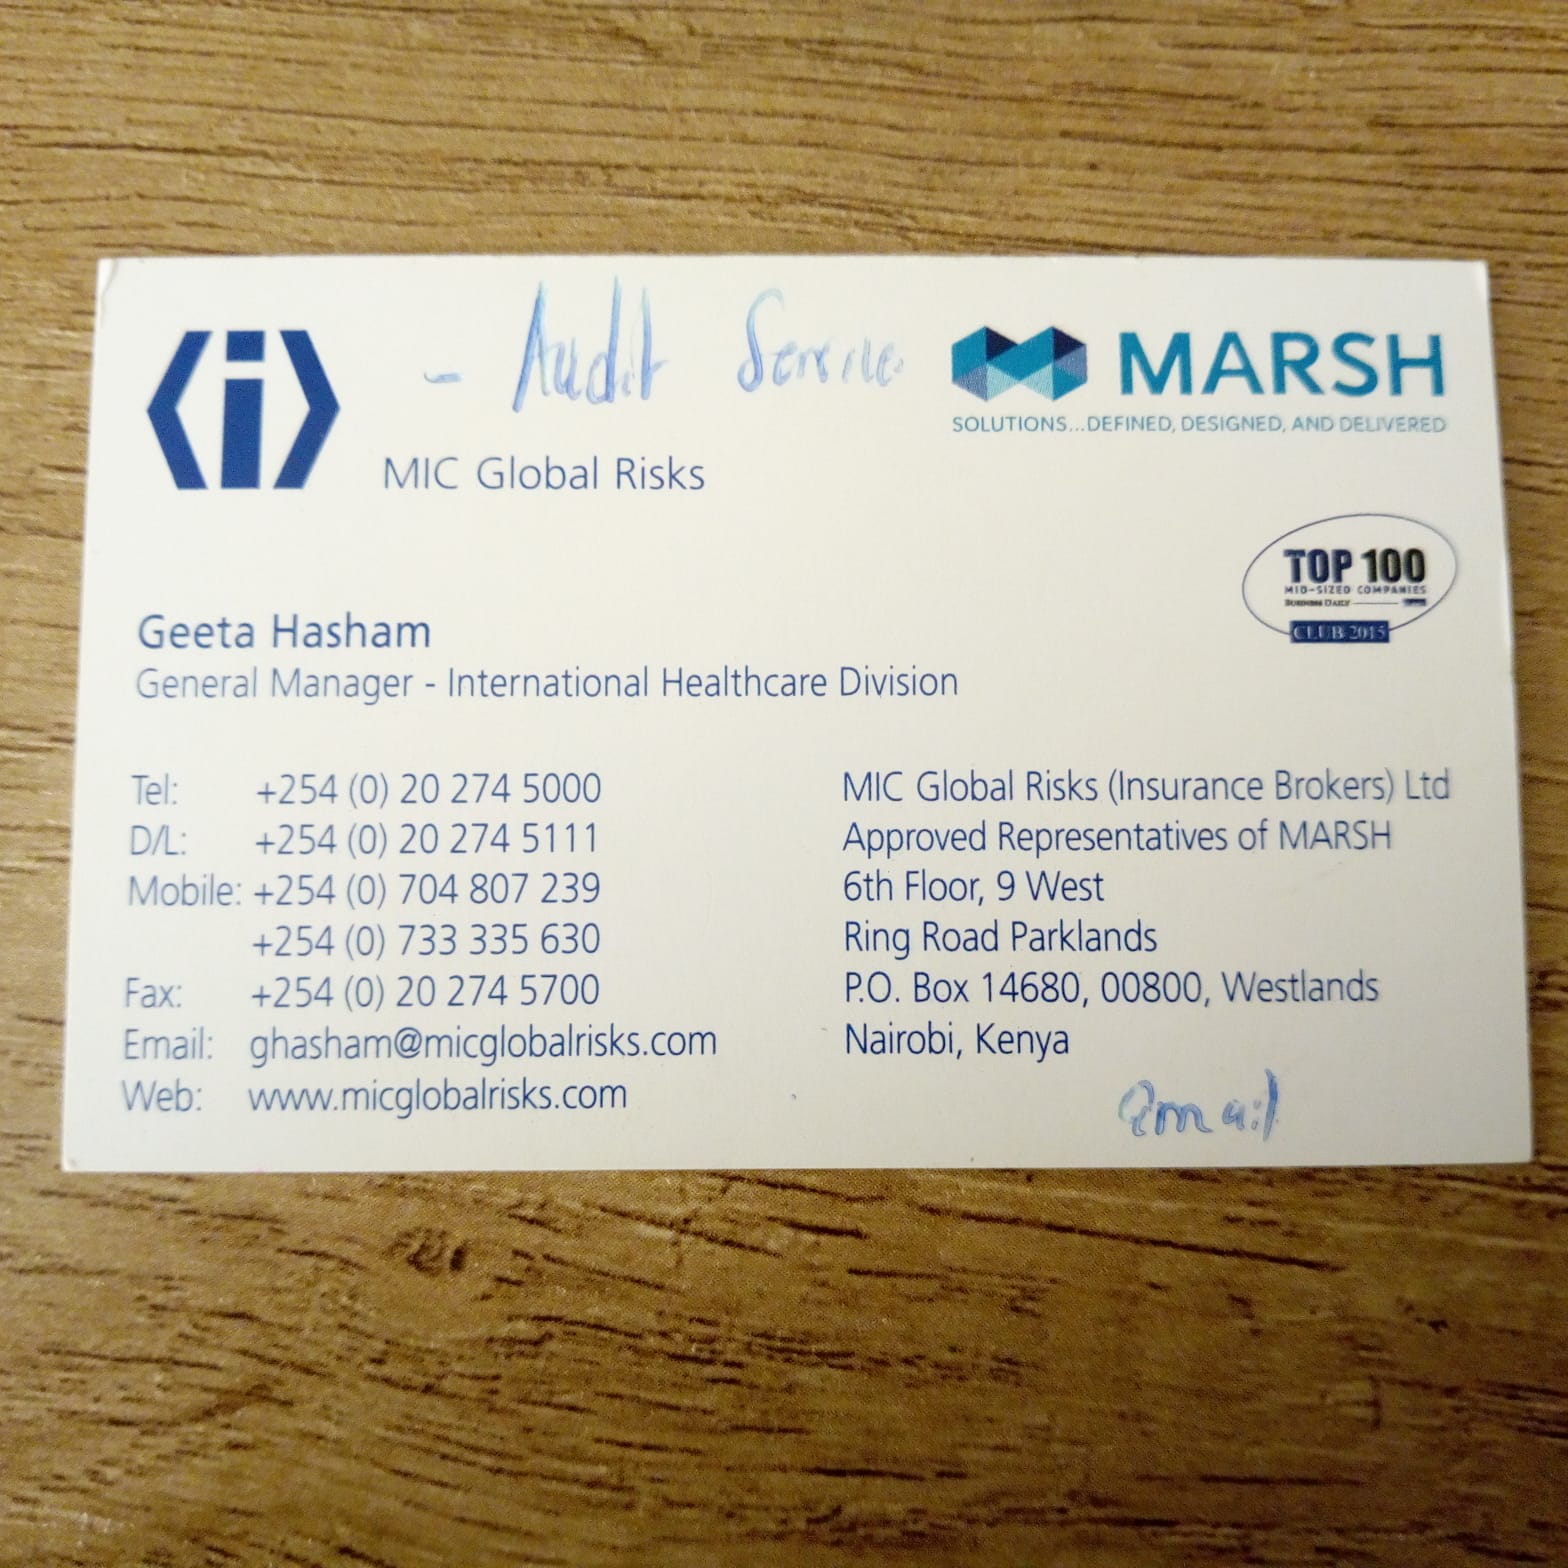 - Audit Service
MARSH
SOLUTIONS...DEFINED, DESIGNED, AND DELIVERED
MIC Global Risks
TOP 100
MID-SIZED COMPANIES
BUSINESS DAILY
CLUB 2015
Geeta Hasham
General Manager - International Healthcare Division
Tel: +254 (0) 20 274 5000
D/L: +254 (0) 20 274 5111
Mobile: +254 (0) 704 807 239
+254 (0) 733 335 630
Fax: +254 (0) 20 274 5700
Email: ghasham@micglobalrisks.com
Web: www.micglobalrisks.com
MIC Global Risks (Insurance Brokers) Ltd
Approved Representatives of MARSH
6th Floor, 9 West
Ring Road Parklands
P.O. Box 14680, 00800, Westlands
Nairobi, Kenya
email